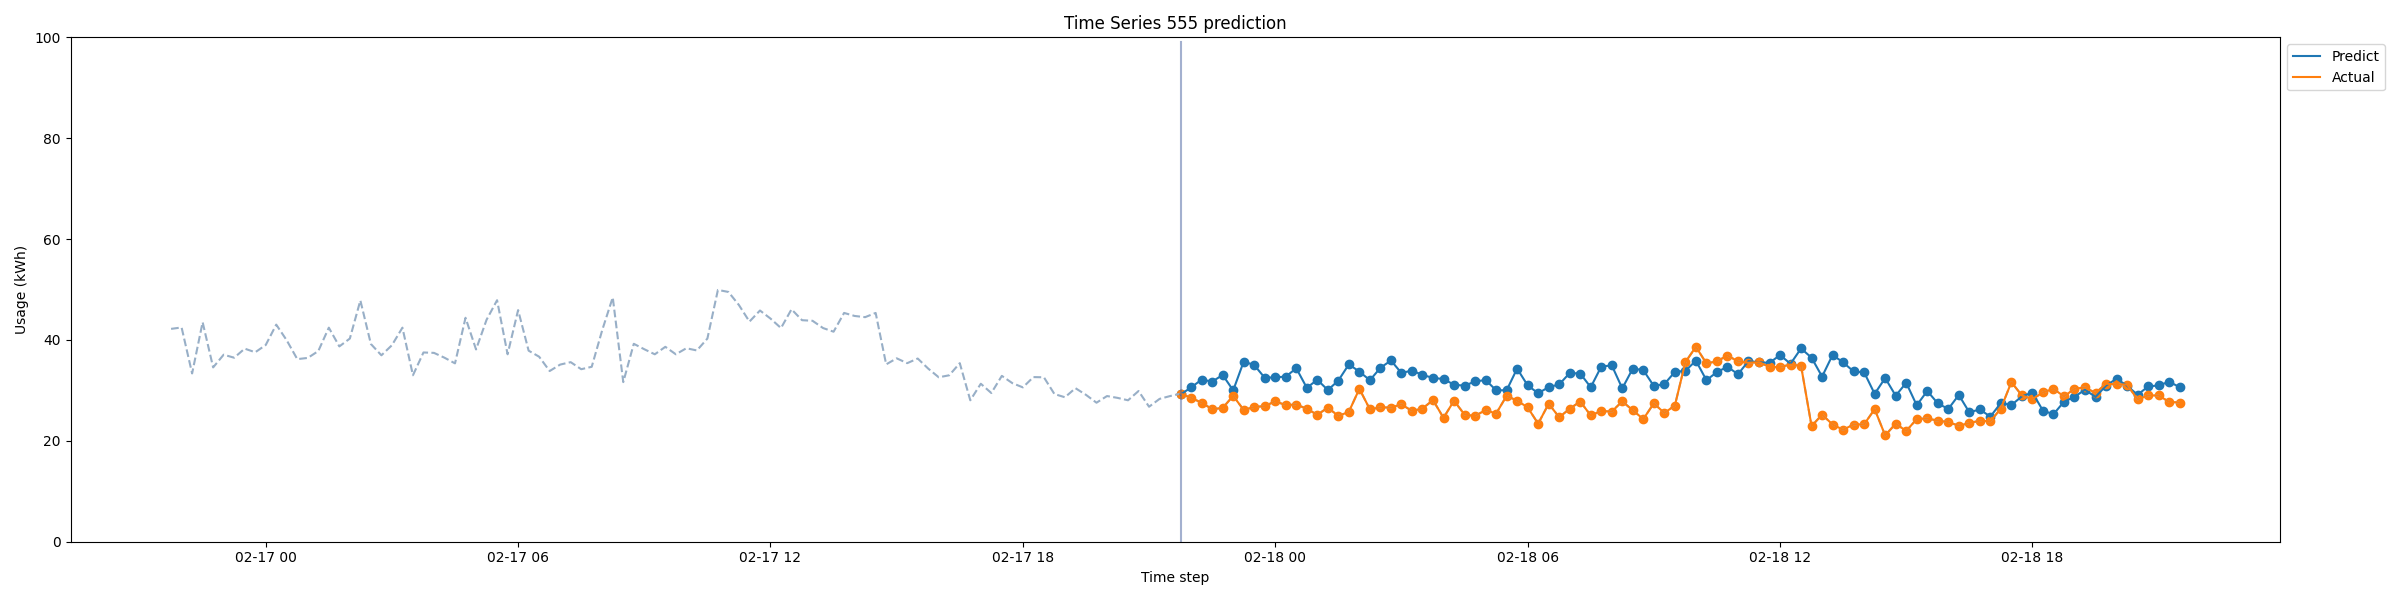 Time Series 555 prediction
100
80
60
40
20
0
Usage (kWh)
02-17 00
02-17 06
02-17 12
02-17 18
02-18 00
02-18 06
02-18 12
02-18 18
Time step
Predict
Actual